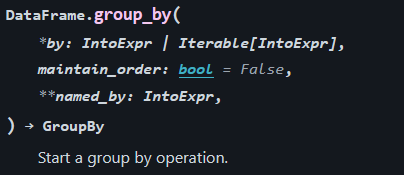 DataFrame.group_by(
*by: IntoExpr | Iterable[IntoExpr],
maintain_order: bool = False,
**named_by: IntoExpr,
) → GroupBy
Start a group by operation.